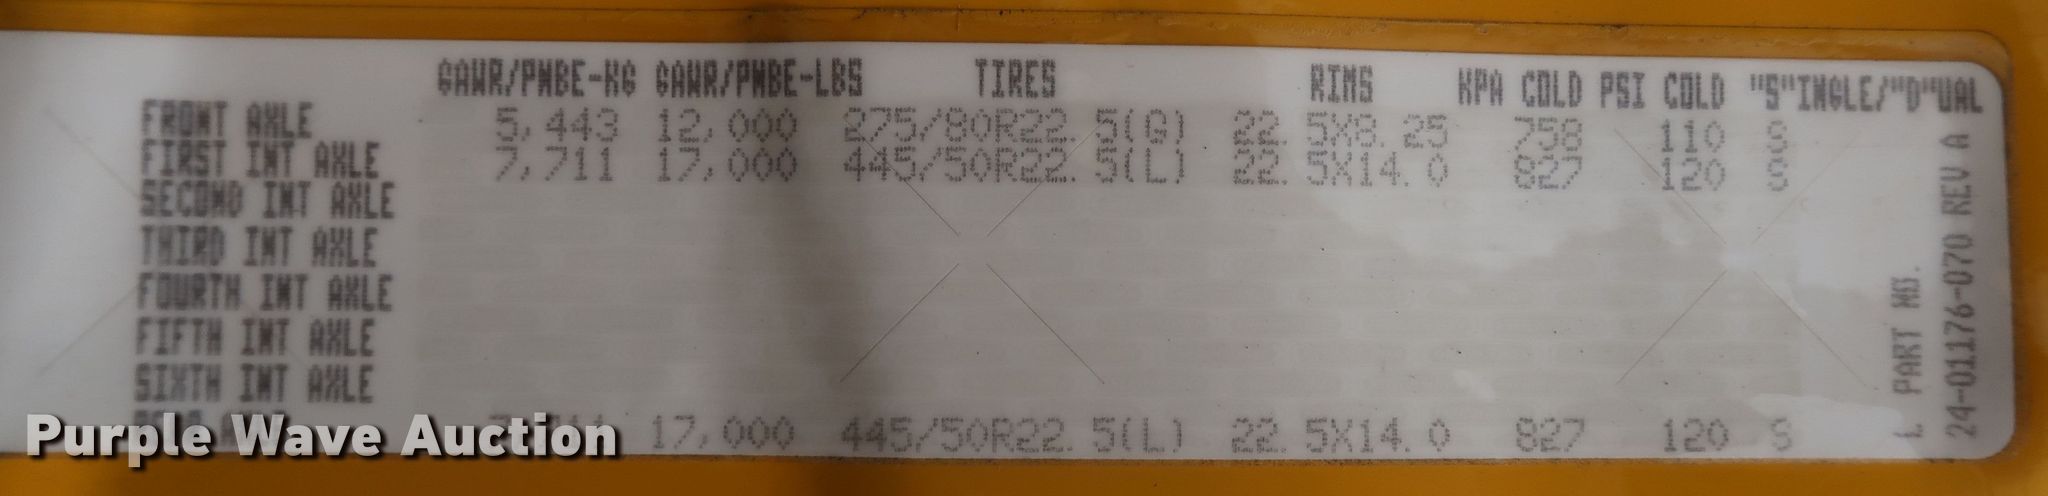 GAWR/PNBE-KG GAWR/PNBE-LBS TIRES RIMS KPA COLD PSI COLD "S"INGLE/"D"UAL
FRONT AXLE 5,443 12,000 275/80R22.5(G) 22.5X8.25 758 110 S
FIRST INT AXLE 7,711 17,000 445/50R22.5(L) 22.5X14.0 827 120 S
SECOND INT AXLE
THIRD INT AXLE
FOURTH INT AXLE
FIFTH INT AXLE
SIXTH INT AXLE
17,000 445/50R22.5(L) 22.5X14.0 827 120 S
PART NO.
24-01176-070 REV A
Purple Wave Auction